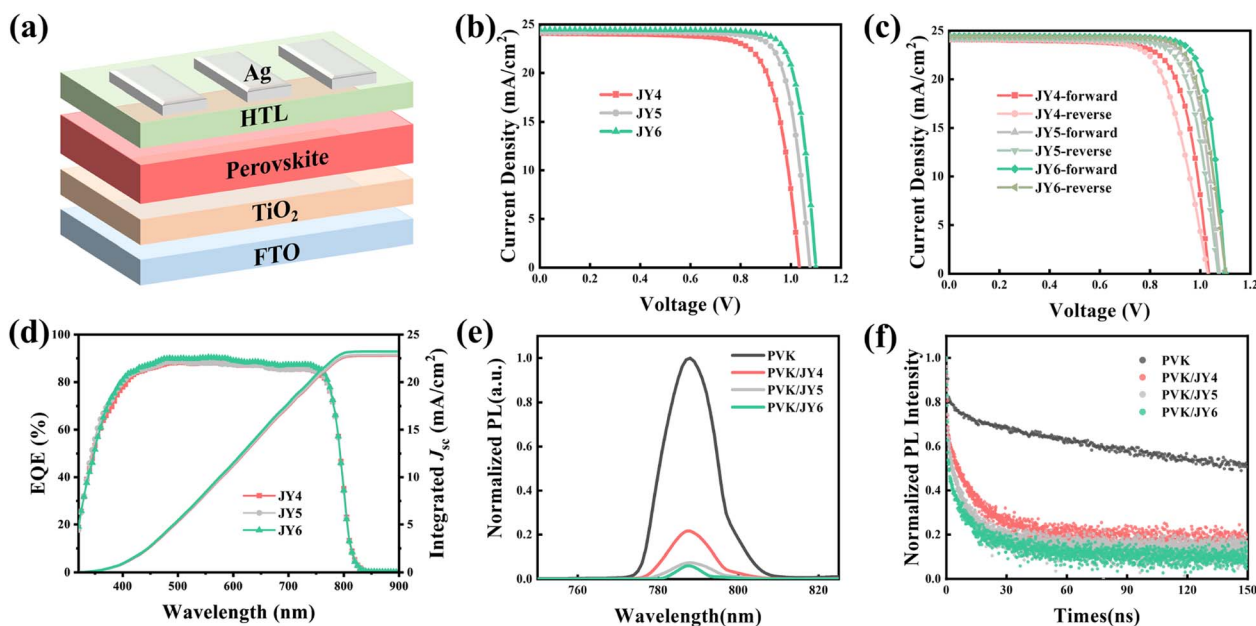 (a)
Ag
HTL
Perovskite
TiO₂
FTO
(b)
Current Density (mA/cm²)
25
20
15
10
5
0
JY4
JY5
JY6
0.0 0.2 0.4 0.6 0.8 1.0 1.2
Voltage (V)
(c)
Current Density (mA/cm²)
25
20
15
10
5
0
JY4-forward
JY4-reverse
JY5-forward
JY5-reverse
JY6-forward
JY6-reverse
0.0 0.2 0.4 0.6 0.8 1.0 1.2
Voltage (V)
(d)
EQE (%)
100
80
60
40
20
0
JY4
JY5
JY6
25
20
15
10
5
0
Integrated Jsc (mA/cm²)
400 500 600 700 800 900
Wavelength (nm)
(e)
Normalized PL(a.u.)
1.0
0.8
0.6
0.4
0.2
0.0
PVK
PVK/JY4
PVK/JY5
PVK/JY6
760 780 800 820
Wavelength(nm)
(f)
Normalized PL Intensity
1.0
0.8
0.6
0.4
0.2
0.0
PVK
PVK/JY4
PVK/JY5
PVK/JY6
0 30 60 90 120 150
Times(ns)